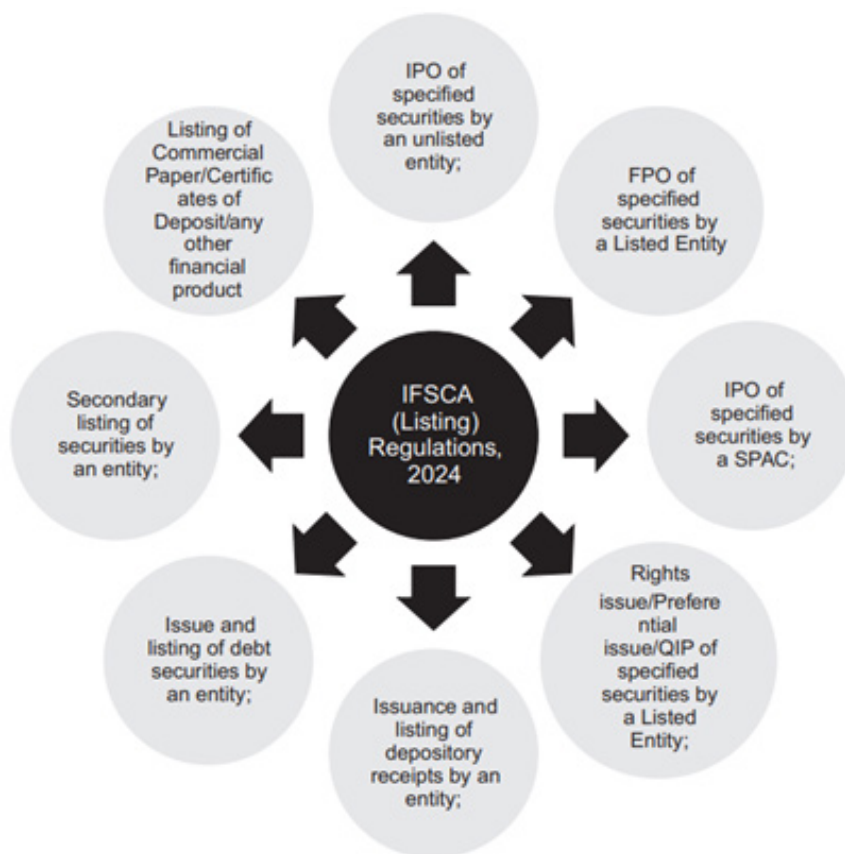 IPO of
specified
securities by
an unlisted
entity;
FPO of
specified
securities by
a Listed Entity
IPO of
specified
securities by
a SPAC;
Rights
issue/Prefere
ntial
issue/QIP of
specified
securities by
a Listed
Entity;
Issuance and
listing of
depository
receipts by an
entity;
Issue and
listing of debt
securities by
an entity;
Secondary
listing of
securities by
an entity;
Listing of
Commercial
Paper/Certific
ates of
Deposit/any
other
financial
product
IFSCA
(Listing)
Regulations,
2024